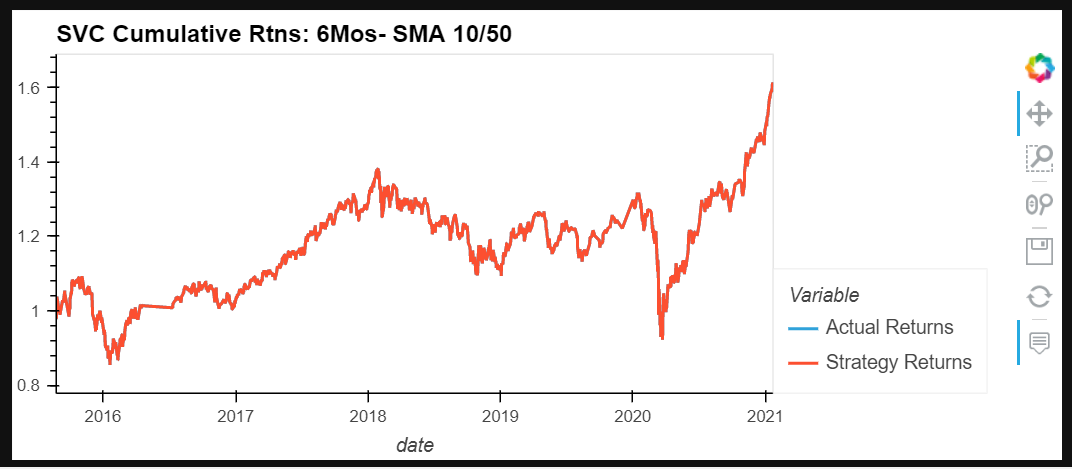 SVC Cumulative Rtns: 6Mos- SMA 10/50
1.6
1.4
1.2
1
0.8
2016 2017 2018 2019 2020 2021
date
Variable
Actual Returns
Strategy Returns